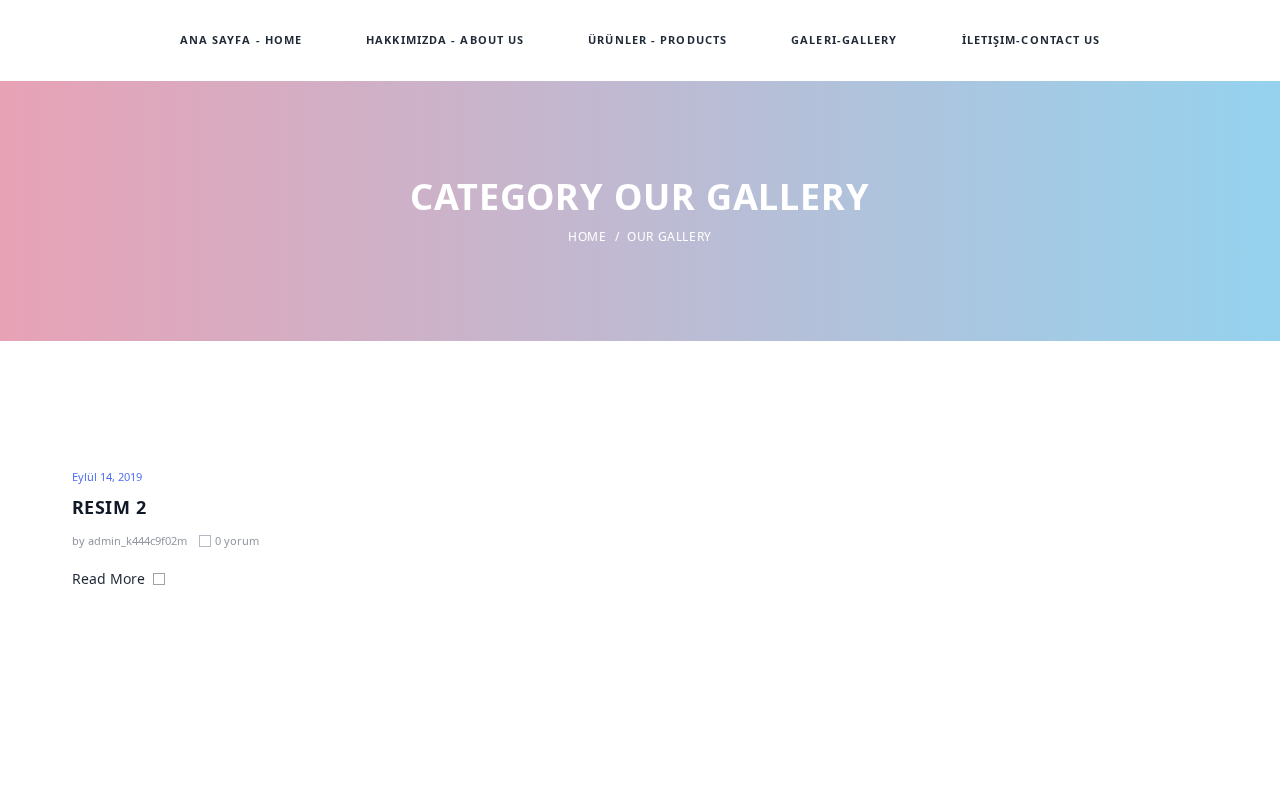 ANA SAYFA - HOME HAKKIMIZDA - ABOUT US ÜRÜNLER - PRODUCTS GALERI-GALLERY İLETIŞIM-CONTACT US
CATEGORY OUR GALLERY
HOME / OUR GALLERY
Eylül 14, 2019
RESIM 2
by admin_k444c9f02m 0 yorum
Read More